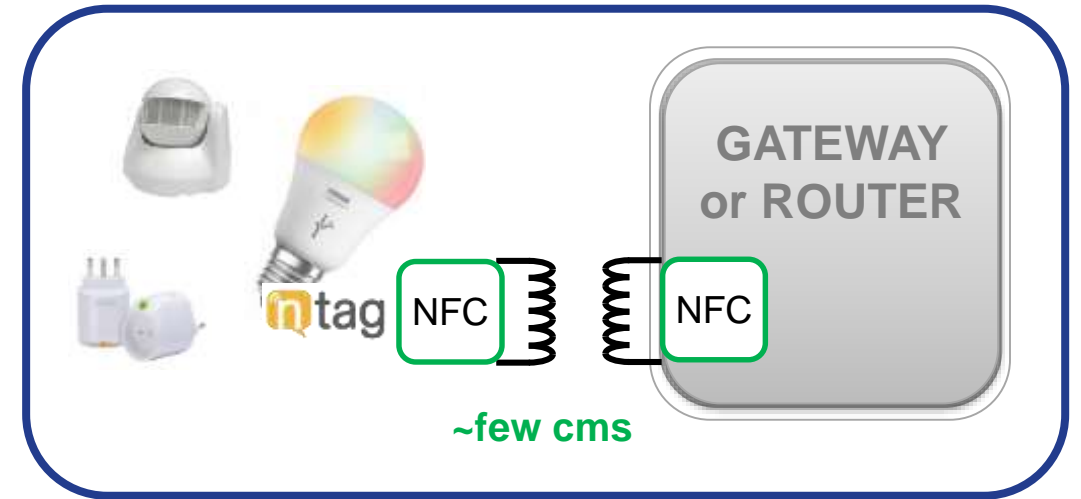 GATEWAY
or ROUTER
ntag
NFC
NFC
~few cms